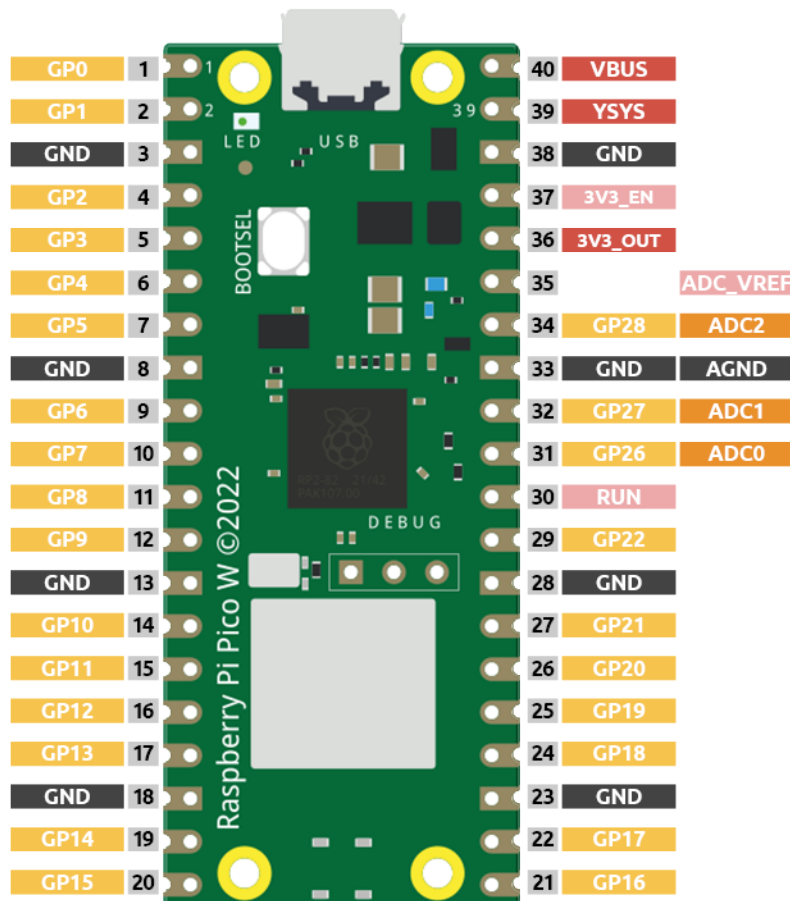 GP0 1 1 40 VBUS
GP1 2 2 39 39 YSYS
LED USB
GND 3 38 GND
GP2 4 37 3V3_EN
GP3 5 BOOTSEL 36 3V3_OUT
GP4 6 35 ADC_VREF
GP5 7 34 GP28 ADC2
GND 8 33 GND AGND
GP6 9 32 GP27 ADC1
GP7 10 31 GP26 ADC0
GP8 11 30 RUN
DEBUG
GP9 12 29 GP22
GND 13 28 GND
GP10 14 27 GP21
GP11 15 26 GP20
GP12 16 25 GP19
GP13 17 24 GP18
GND 18 23 GND
GP14 19 22 GP17
GP15 20 21 GP16
Raspberry Pi Pico W ©2022